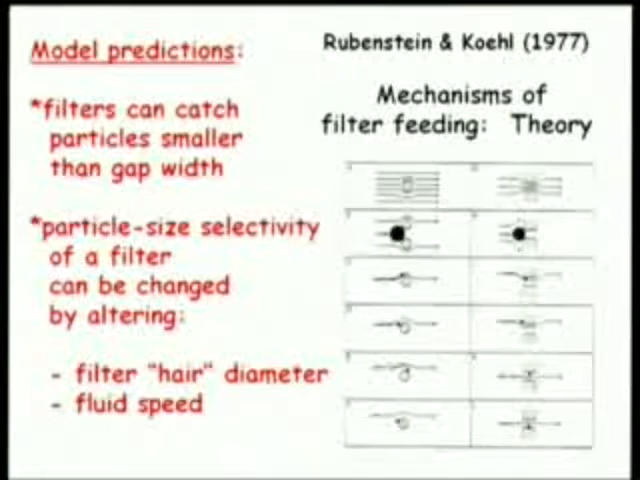 Model predictions:
*filters can catch
particles smaller
than gap width
*particle-size selectivity
of a filter
can be changed
by altering:
- filter "hair" diameter
- fluid speed
Rubenstein & Koehl (1977)
Mechanisms of
filter feeding: Theory